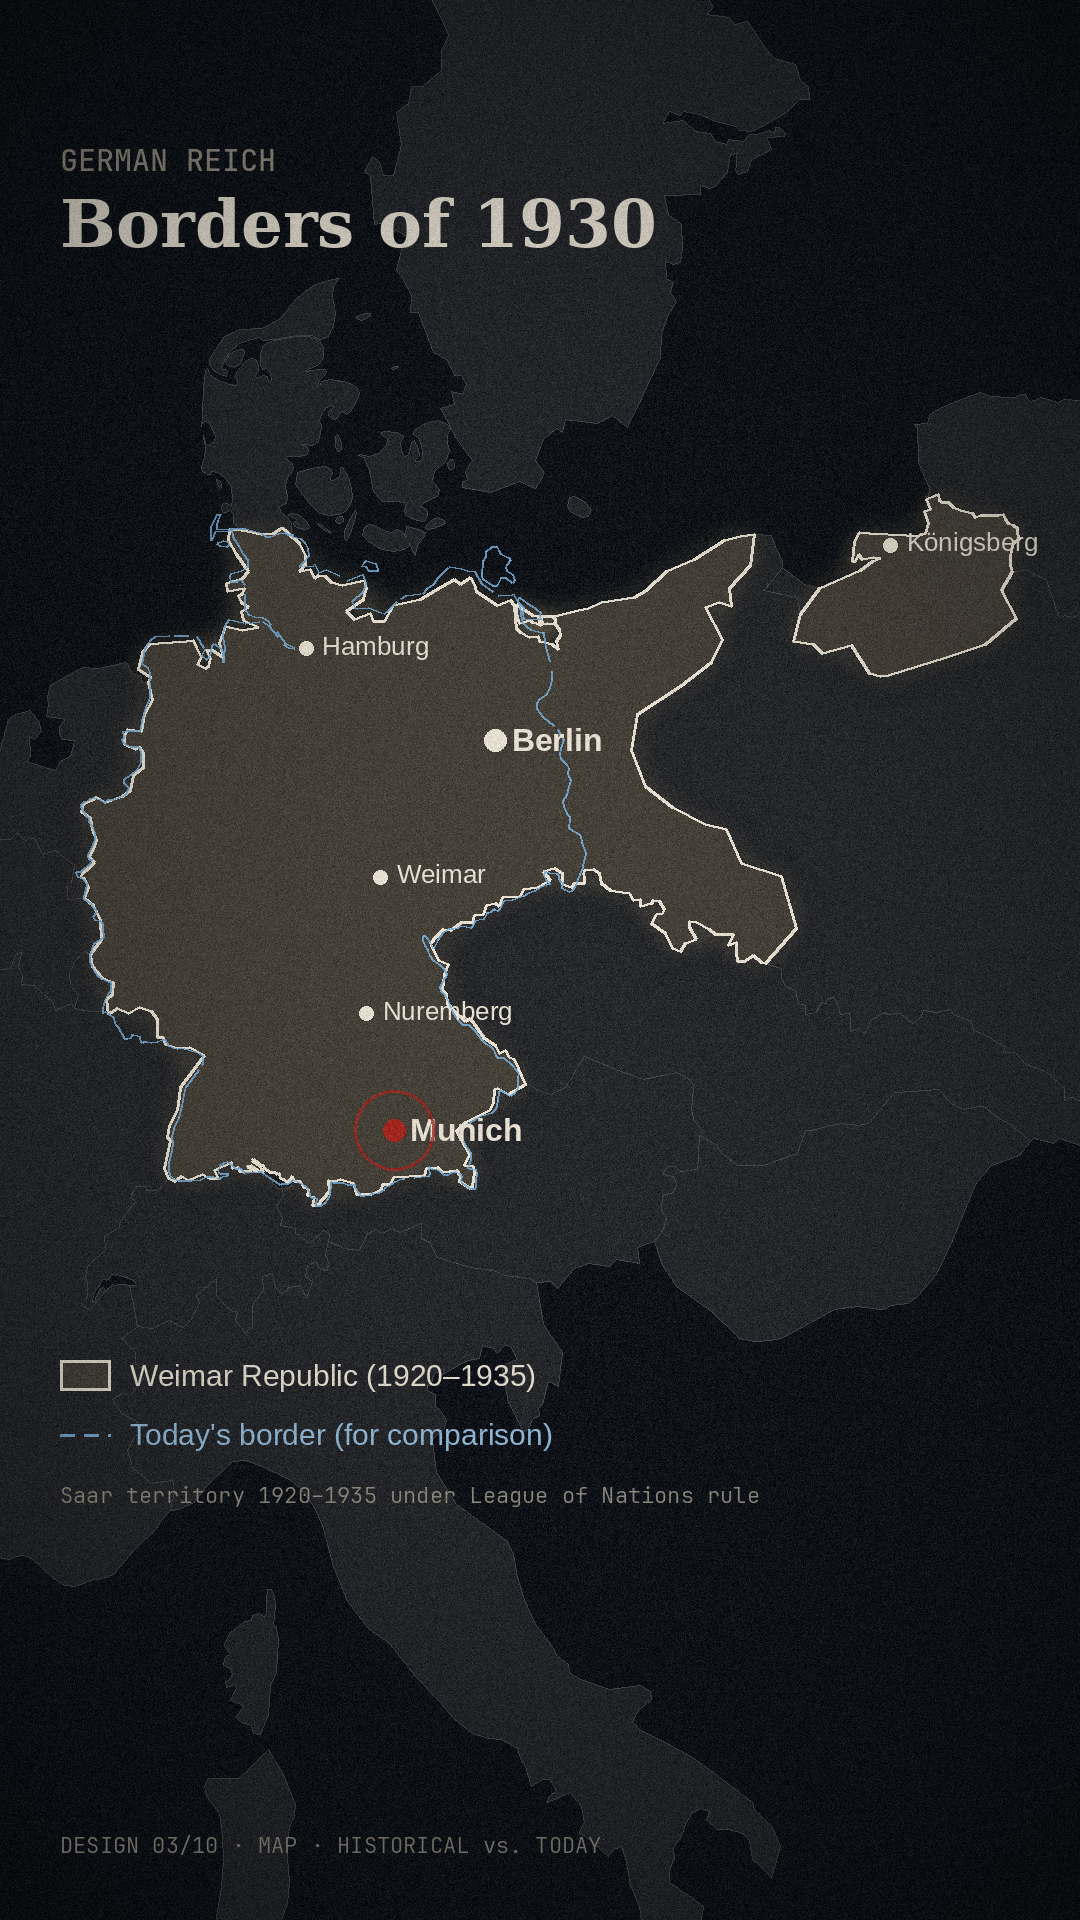 GERMAN REICH
Borders of 1930
Königsberg
Hamburg
Berlin
Weimar
Nuremberg
Munich
Weimar Republic (1920–1935)
Today's border (for comparison)
Saar territory 1920–1935 under League of Nations rule
DESIGN 03/10 · MAP · HISTORICAL vs. TODAY